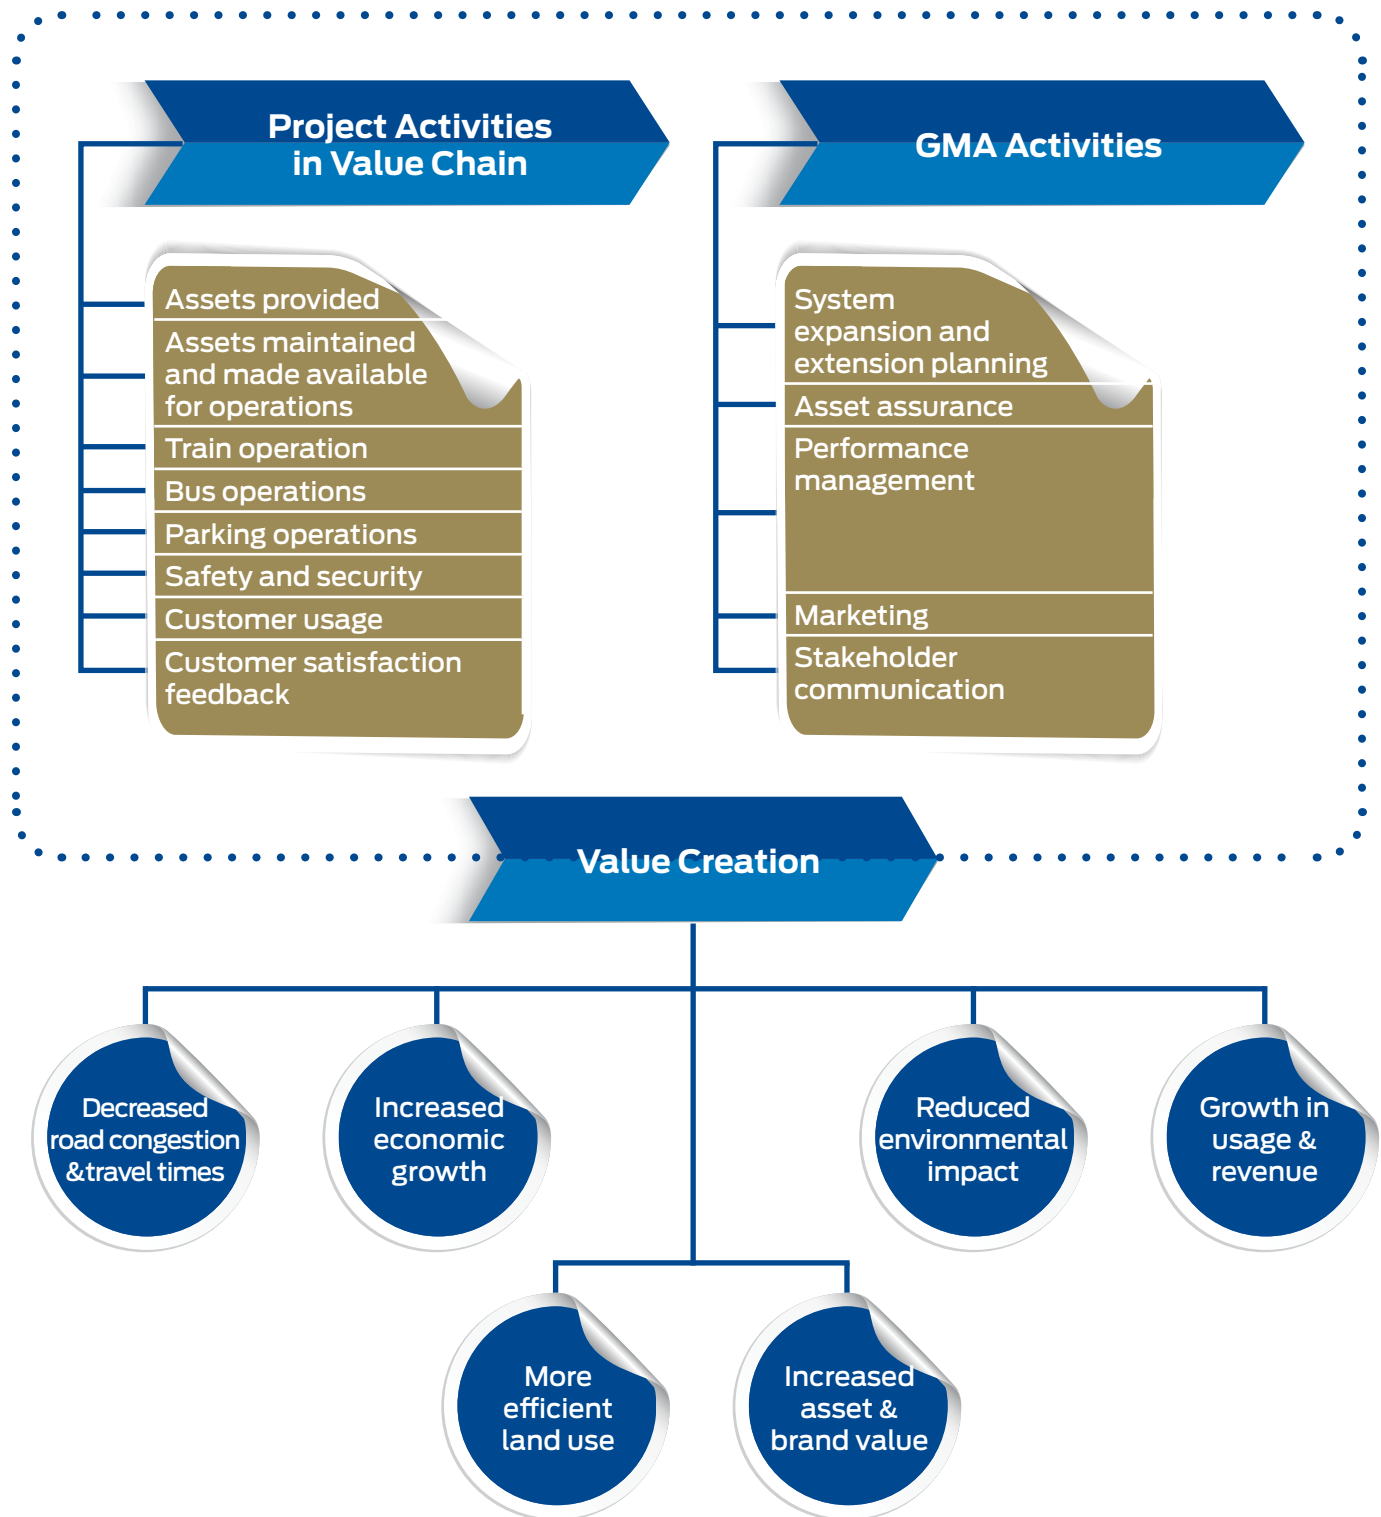 Project Activities
in Value Chain
Assets provided
Assets maintained
and made available
for operations
Train operation
Bus operations
Parking operations
Safety and security
Customer usage
Customer satisfaction
feedback
GMA Activities
System
expansion and
extension planning
Asset assurance
Performance
management
Marketing
Stakeholder
communication
Value Creation
Decreased
road congestion
&travel times
Increased
economic
growth
Reduced
environmental
impact
Growth in
usage &
revenue
More
efficient
land use
Increased
asset &
brand value